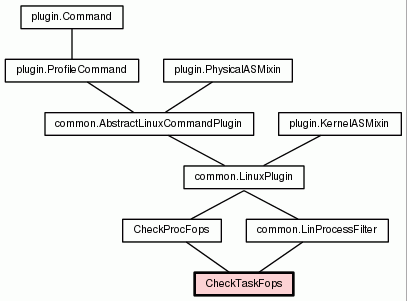 plugin.Command
plugin.ProfileCommand
plugin.PhysicalASMixin
common.AbstractLinuxCommandPlugin
plugin.KernelASMixin
common.LinuxPlugin
CheckProcFops
common.LinProcessFilter
CheckTaskFops